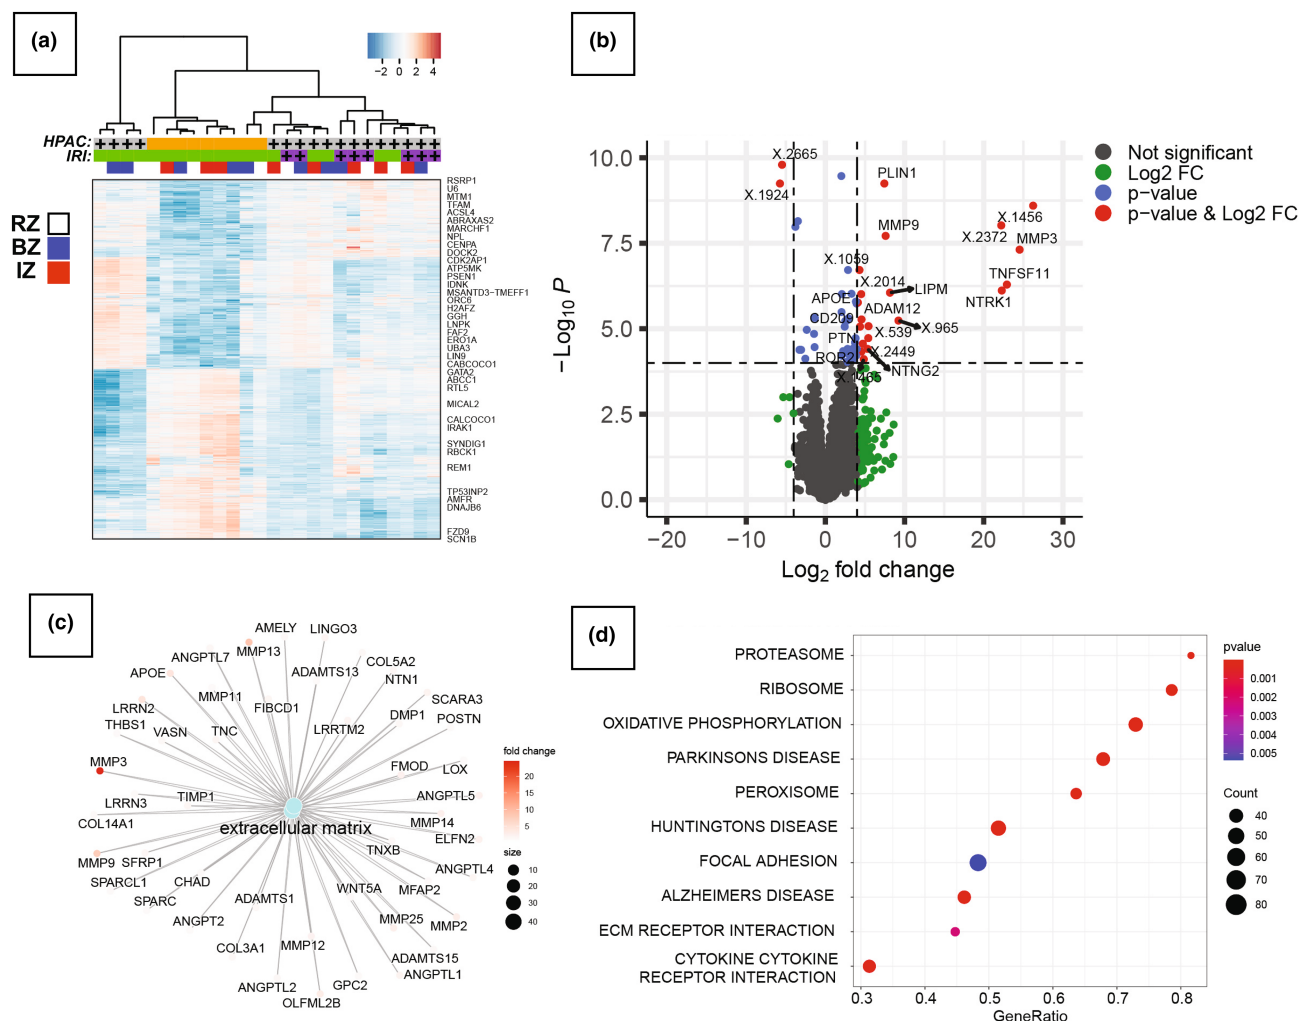 (a)
−2 0 2 4
HPAC:
+ + + + + + + + + + + + + + + + +
IRI:
+ + + + + + + +
RZ
BZ
IZ
RSRP1
U6
MTM1
TFAM
ACSL4
ABRAXAS2
MARCHF1
NPL
CENPA
DOCK2
CDK2AP1
ATP5MK
PSEN1
IDNK
MSANTD3-TMEFF1
ORC6
H2AFZ
GGH
LNPK
FAF2
ERO1A
UBA3
LIN9
CABCOCO1
GATA2
ABCC1
RTL5
MICAL2
CALCOCO1
IRAK1
SYNDIG1
RBCK1
REM1
TP53INP2
AMFR
DNAJB6
FZD9
SCN1B
(b)
−Log10 P
10.0
7.5
5.0
2.5
0.0
−20 −10 0 10 20 30
Log2 fold change
X.2665
X.1924
PLIN1
MMP9
X.1456
X.2372
MMP3
X.1059
TNFSF11
X.2014
LIPM
NTRK1
APOE
ADAM12
CD209
X.965
X.539
PTN
X.2449
ROR2
NTNG2
X.1465
Not significant
Log2 FC
p-value
p-value & Log2 FC
(c)
AMELY
LINGO3
MMP13
ANGPTL7
COL5A2
APOE
ADAMTS13
NTN1
MMP11
SCARA3
LRRN2
FIBCD1
DMP1
POSTN
THBS1
VASN
TNC
LRRTM2
MMP3
FMOD
LOX
TIMP1
ANGPTL5
LRRN3
COL14A1
MMP14
extracellular matrix
ELFN2
TNXB
MMP9
SFRP1
ANGPTL4
SPARCL1
CHAD
WNT5A
MFAP2
SPARC
ADAMTS1
ANGPT2
MMP25
MMP2
COL3A1
MMP12
ADAMTS15
ANGPTL1
ANGPTL2
GPC2
OLFML2B
fold change
20
15
10
5
size
10
20
30
40
(d)
PROTEASOME
RIBOSOME
OXIDATIVE PHOSPHORYLATION
PARKINSONS DISEASE
PEROXISOME
HUNTINGTONS DISEASE
FOCAL ADHESION
ALZHEIMERS DISEASE
ECM RECEPTOR INTERACTION
CYTOKINE CYTOKINE
RECEPTOR INTERACTION
0.3 0.4 0.5 0.6 0.7 0.8
GeneRatio
pvalue
0.001
0.002
0.003
0.004
0.005
Count
40
50
60
70
80